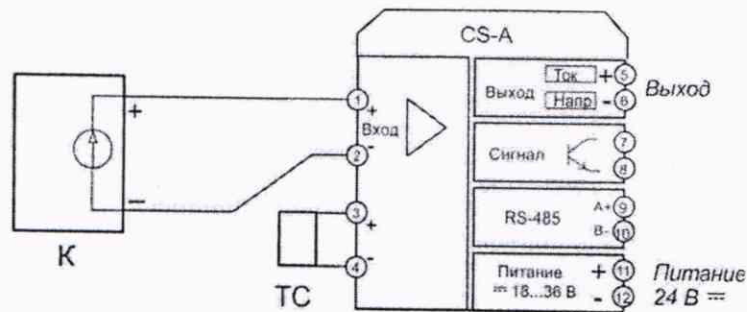 CS-A
Ток + 5
Выход
Напр - 6
Выход
1
+
Вход
2
-
+
-
К
3
+
4
-
ТС
Сигнал
7
8
RS-485
A+ 9
B- 10
Питание
⎓ 18...36 В
+ 11
- 12
Питание
24 В ⎓